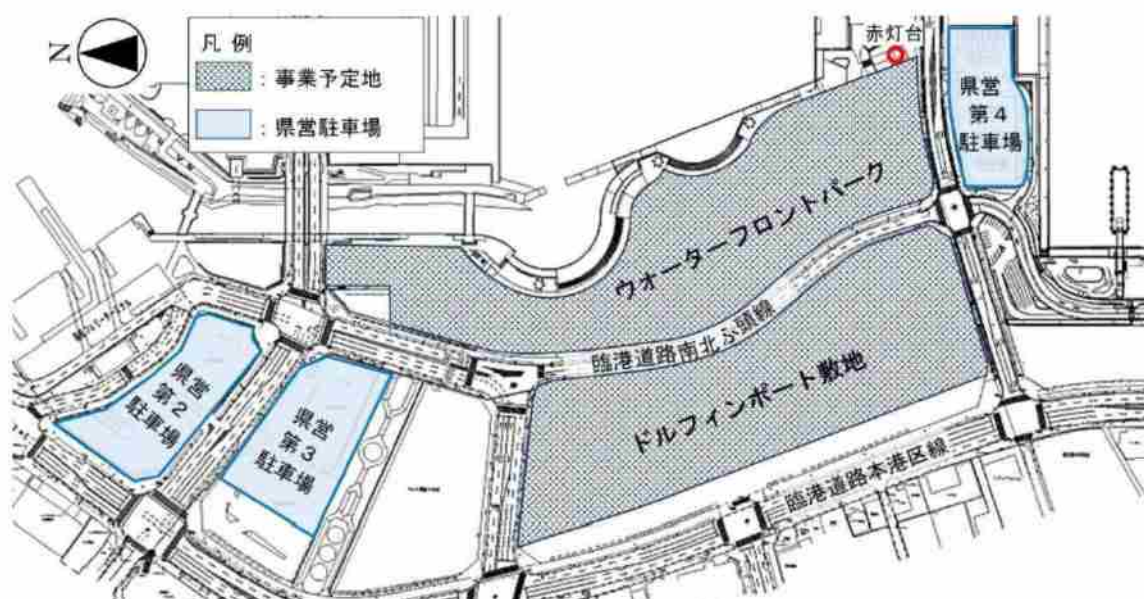 N
凡 例
：事業予定地
：県営駐車場
赤灯台
県営
第4
駐車場
ウォーターフロントパーク
臨港道路南北ふ頭線
ドルフィンポート敷地
県営
第2
駐車場
県営
第3
駐車場
臨港道路本港区線